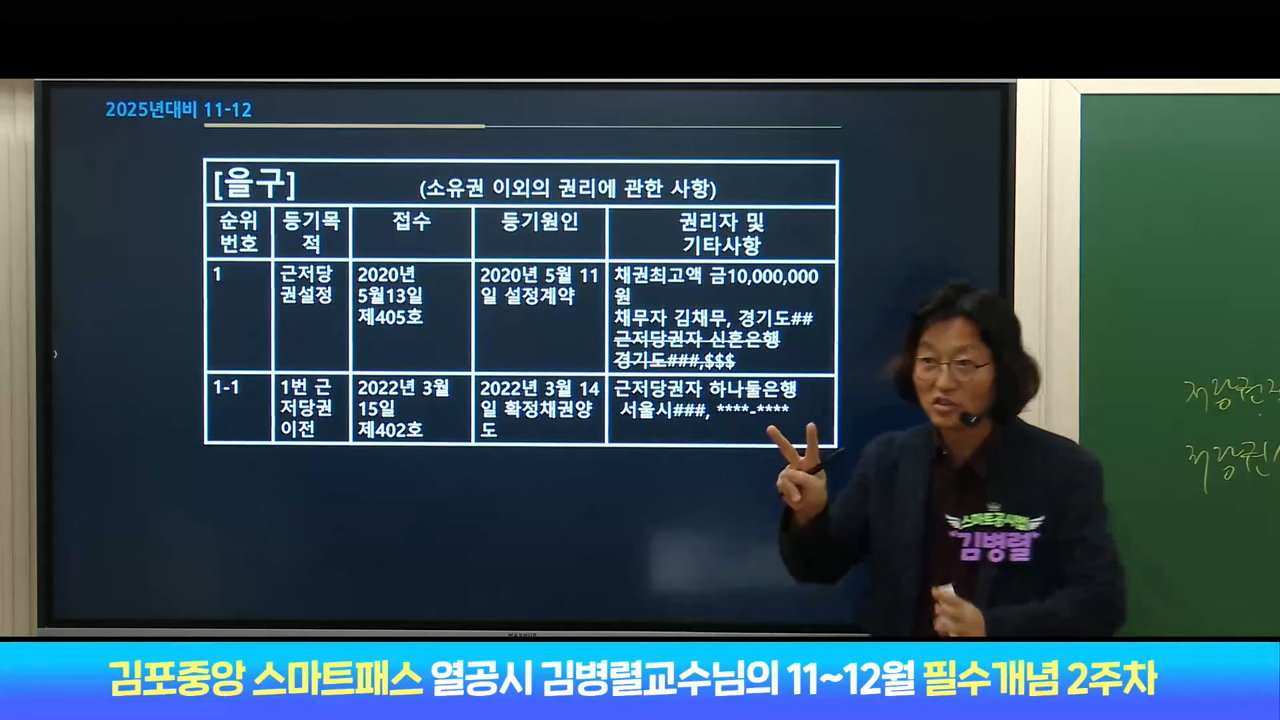 2025년대비 11-12
[을구] (소유권 이외의 권리에 관한 사항)
순위
번호
등기목
적
접수
등기원인
권리자 및
기타사항
1
근저당
권설정
2020년
5월13일
제405호
2020년 5월 11
일 설정계약
채권최고액 금10,000,000
원
채무자 김채무, 경기도##
근저당권자 신혼은행
경기도###,$$$
1-1
1번 근
저당권
이전
2022년 3월
15일
제402호
2022년 3월 14
일 확정채권양
도
근저당권자 하나둘은행
서울시###, ****-****
저당권
저당권
김병렬
김포중앙 스마트패스 열공시 김병렬교수님의 11~12월 필수개념 2주차